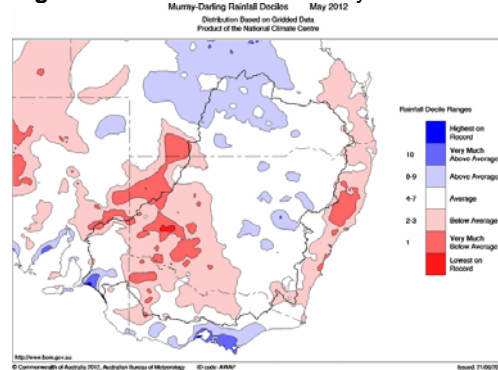 Murray-Darling Rainfall Deciles May 2012
Distribution Based on Gridded Data
Product of the National Climate Centre
Rainfall Decile Ranges
Highest on
Record
10
Very Much
Above Average
8-9
Above Average
4-7
Average
2-3
Below Average
1
Very Much
Below Average
Lowest on
Record
http://www.bom.gov.au
© Commonwealth of Australia 2012, Australian Bureau of Meteorology
ID code: AWAP